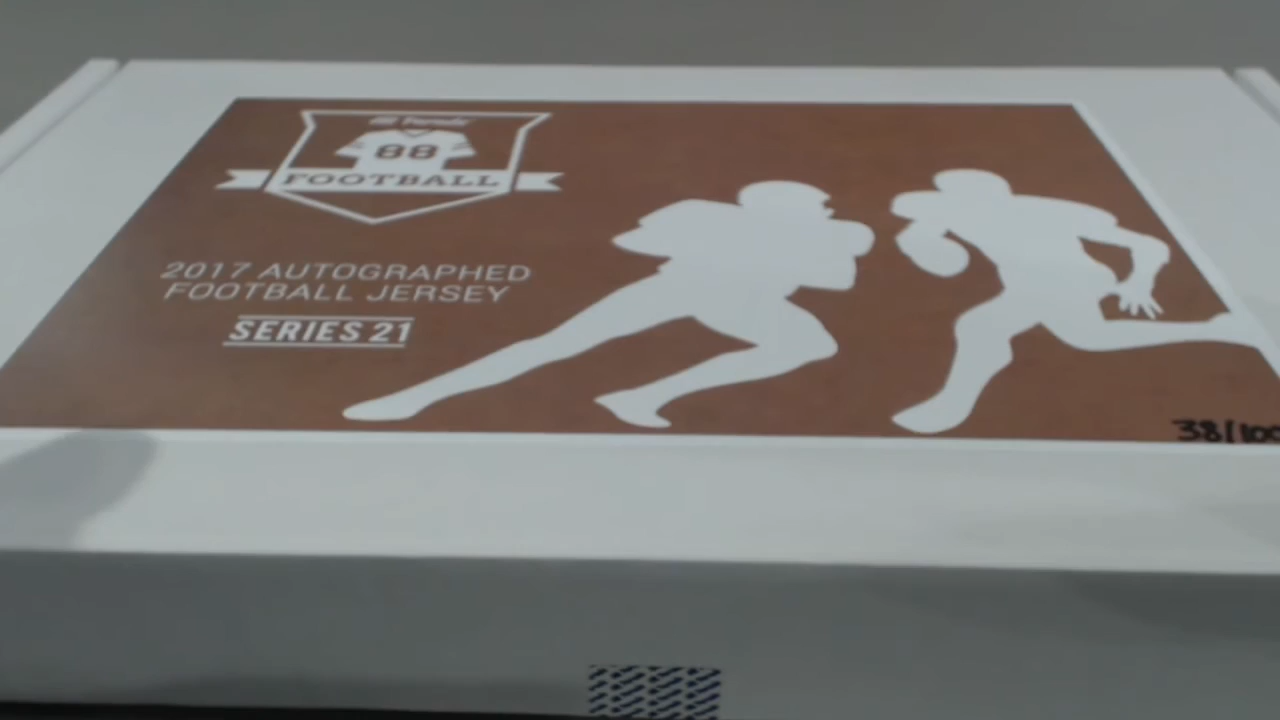 88
FOOTBALL
2017 AUTOGRAPHED
FOOTBALL JERSEY
SERIES 21
38/100